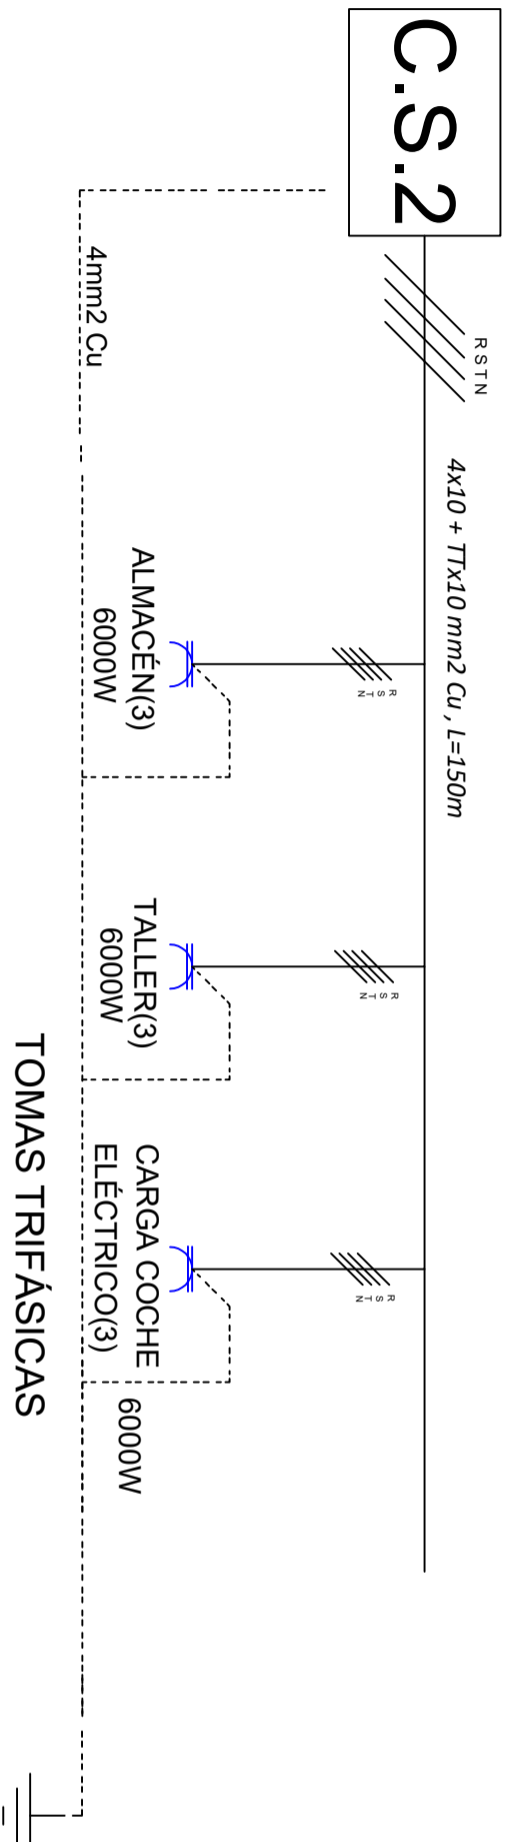 C.S.2
R S T N
4x10 + TTx10 mm2 Cu , L=150m
4mm2 Cu
R S T N
ALMACÉN(3)
6000W
R S T N
TALLER(3)
6000W
R S T N
CARGA COCHE
ELÉCTRICO(3)
6000W
TOMAS TRIFÁSICAS